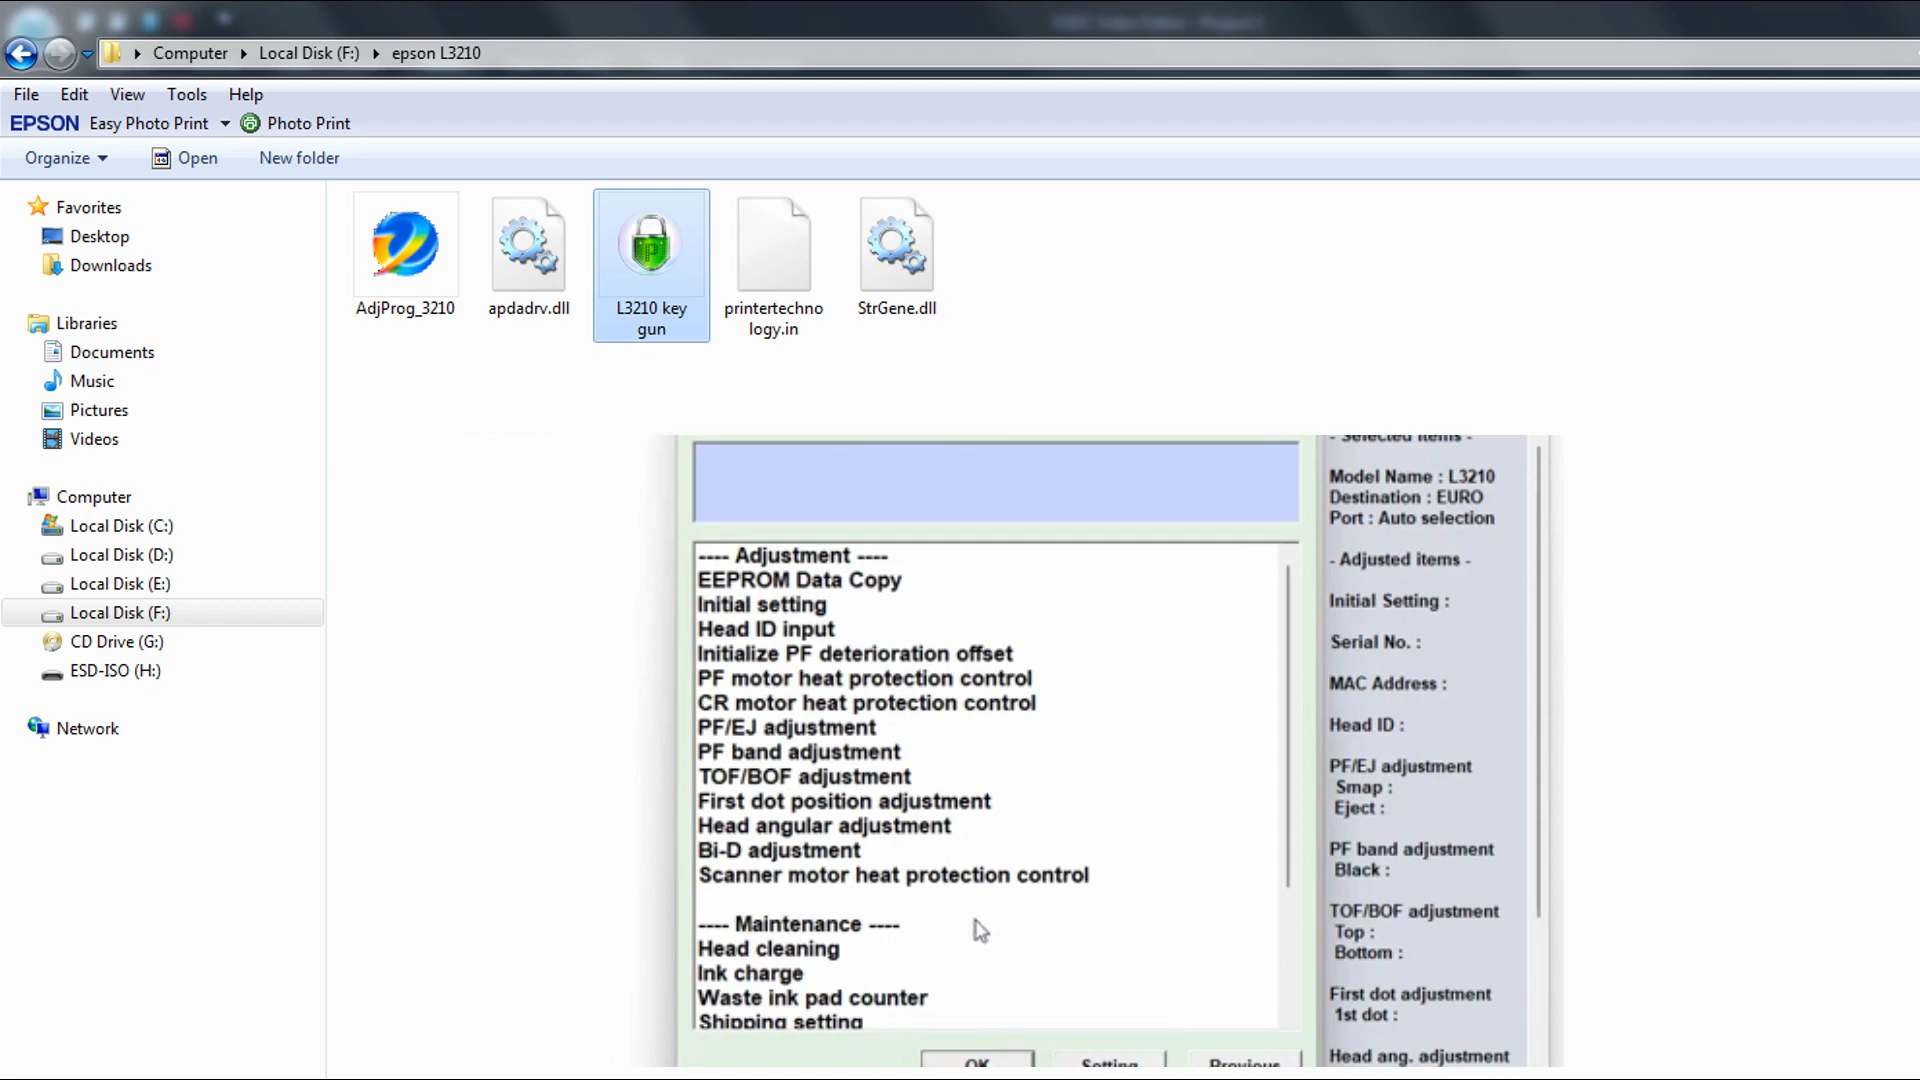 Computer Local Disk (F:) epson L3210
File Edit View Tools Help
EPSON Easy Photo Print Photo Print
Organize Open New folder
Favorites
Desktop
Downloads
Libraries
Documents
Music
Pictures
Videos
Computer
Local Disk (C:)
Local Disk (D:)
Local Disk (E:)
Local Disk (F:)
CD Drive (G:)
ESD-ISO (H:)
Network
AdjProg_3210
apdadrv.dll
L3210 key
gun
printertechno
logy.in
StrGene.dll
---- Adjustment ----
EEPROM Data Copy
Initial setting
Head ID input
Initialize PF deterioration offset
PF motor heat protection control
CR motor heat protection control
PF/EJ adjustment
PF band adjustment
TOF/BOF adjustment
First dot position adjustment
Head angular adjustment
Bi-D adjustment
Scanner motor heat protection control
---- Maintenance ----
Head cleaning
Ink charge
Waste ink pad counter
Shipping setting
OK Setting Previous
- Selected items -
Model Name : L3210
Destination : EURO
Port : Auto selection
- Adjusted items -
Initial Setting :
Serial No. :
MAC Address :
Head ID :
PF/EJ adjustment
Smap :
Eject :
PF band adjustment
Black :
TOF/BOF adjustment
Top :
Bottom :
First dot adjustment
1st dot :
Head ang. adjustment